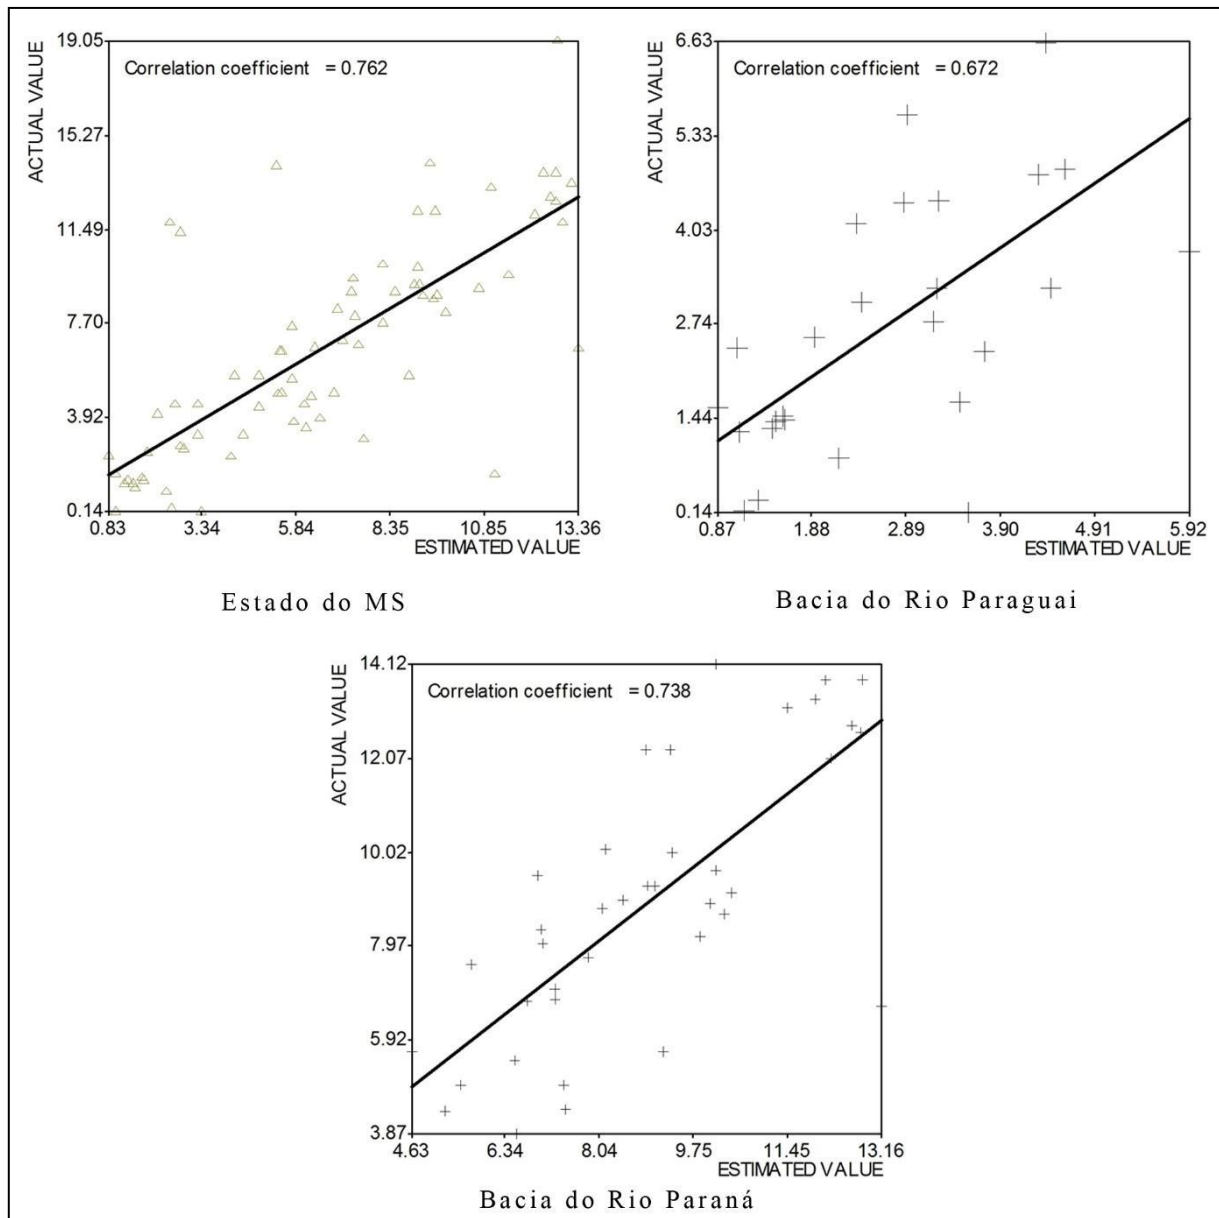 19.05
Correlation coefficient = 0.762
15.27
11.49
7.70
3.92
0.14
ACTUAL VALUE
0.83 3.34 5.84 8.35 10.85 13.36
ESTIMATED VALUE
Estado do MS
6.63
Correlation coefficient = 0.672
5.33
4.03
2.74
1.44
0.14
ACTUAL VALUE
0.87 1.88 2.89 3.90 4.91 5.92
ESTIMATED VALUE
Bacia do Rio Paraguai
14.12
Correlation coefficient = 0.738
12.07
10.02
7.97
5.92
3.87
ACTUAL VALUE
4.63 6.34 8.04 9.75 11.45 13.16
ESTIMATED VALUE
Bacia do Rio Paraná